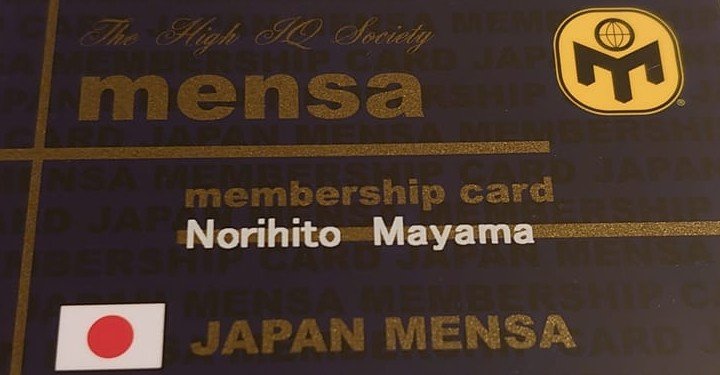 The High IQ Society
mensa
membership card
Norihito Mayama
JAPAN MENSA